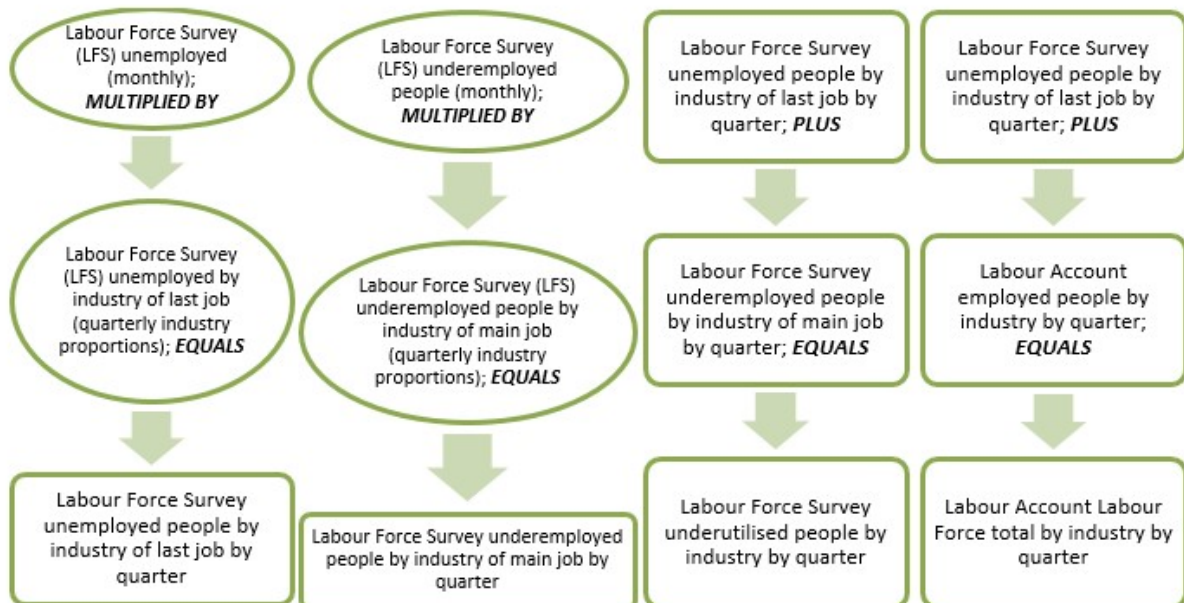 Labour Force Survey
(LFS) unemployed
(monthly);
MULTIPLIED BY
Labour Force Survey
(LFS) unemployed by
industry of last job
(quarterly industry
proportions); EQUALS
Labour Force Survey
unemployed people by
industry of last job by
quarter
Labour Force Survey
(LFS) underemployed
people (monthly);
MULTIPLIED BY
Labour Force Survey (LFS)
underemployed people by
industry of main job
(quarterly industry
proportions); EQUALS
Labour Force Survey underemployed
people by industry of main job by
quarter
Labour Force Survey
unemployed people by
industry of last job by
quarter; PLUS
Labour Force Survey
underemployed people
by industry of main job
by quarter; EQUALS
Labour Force Survey
underutilised people by
industry by quarter
Labour Force Survey
unemployed people by
industry of last job by
quarter; PLUS
Labour Account
employed people by
industry by quarter;
EQUALS
Labour Account Labour
Force total by industry by
quarter